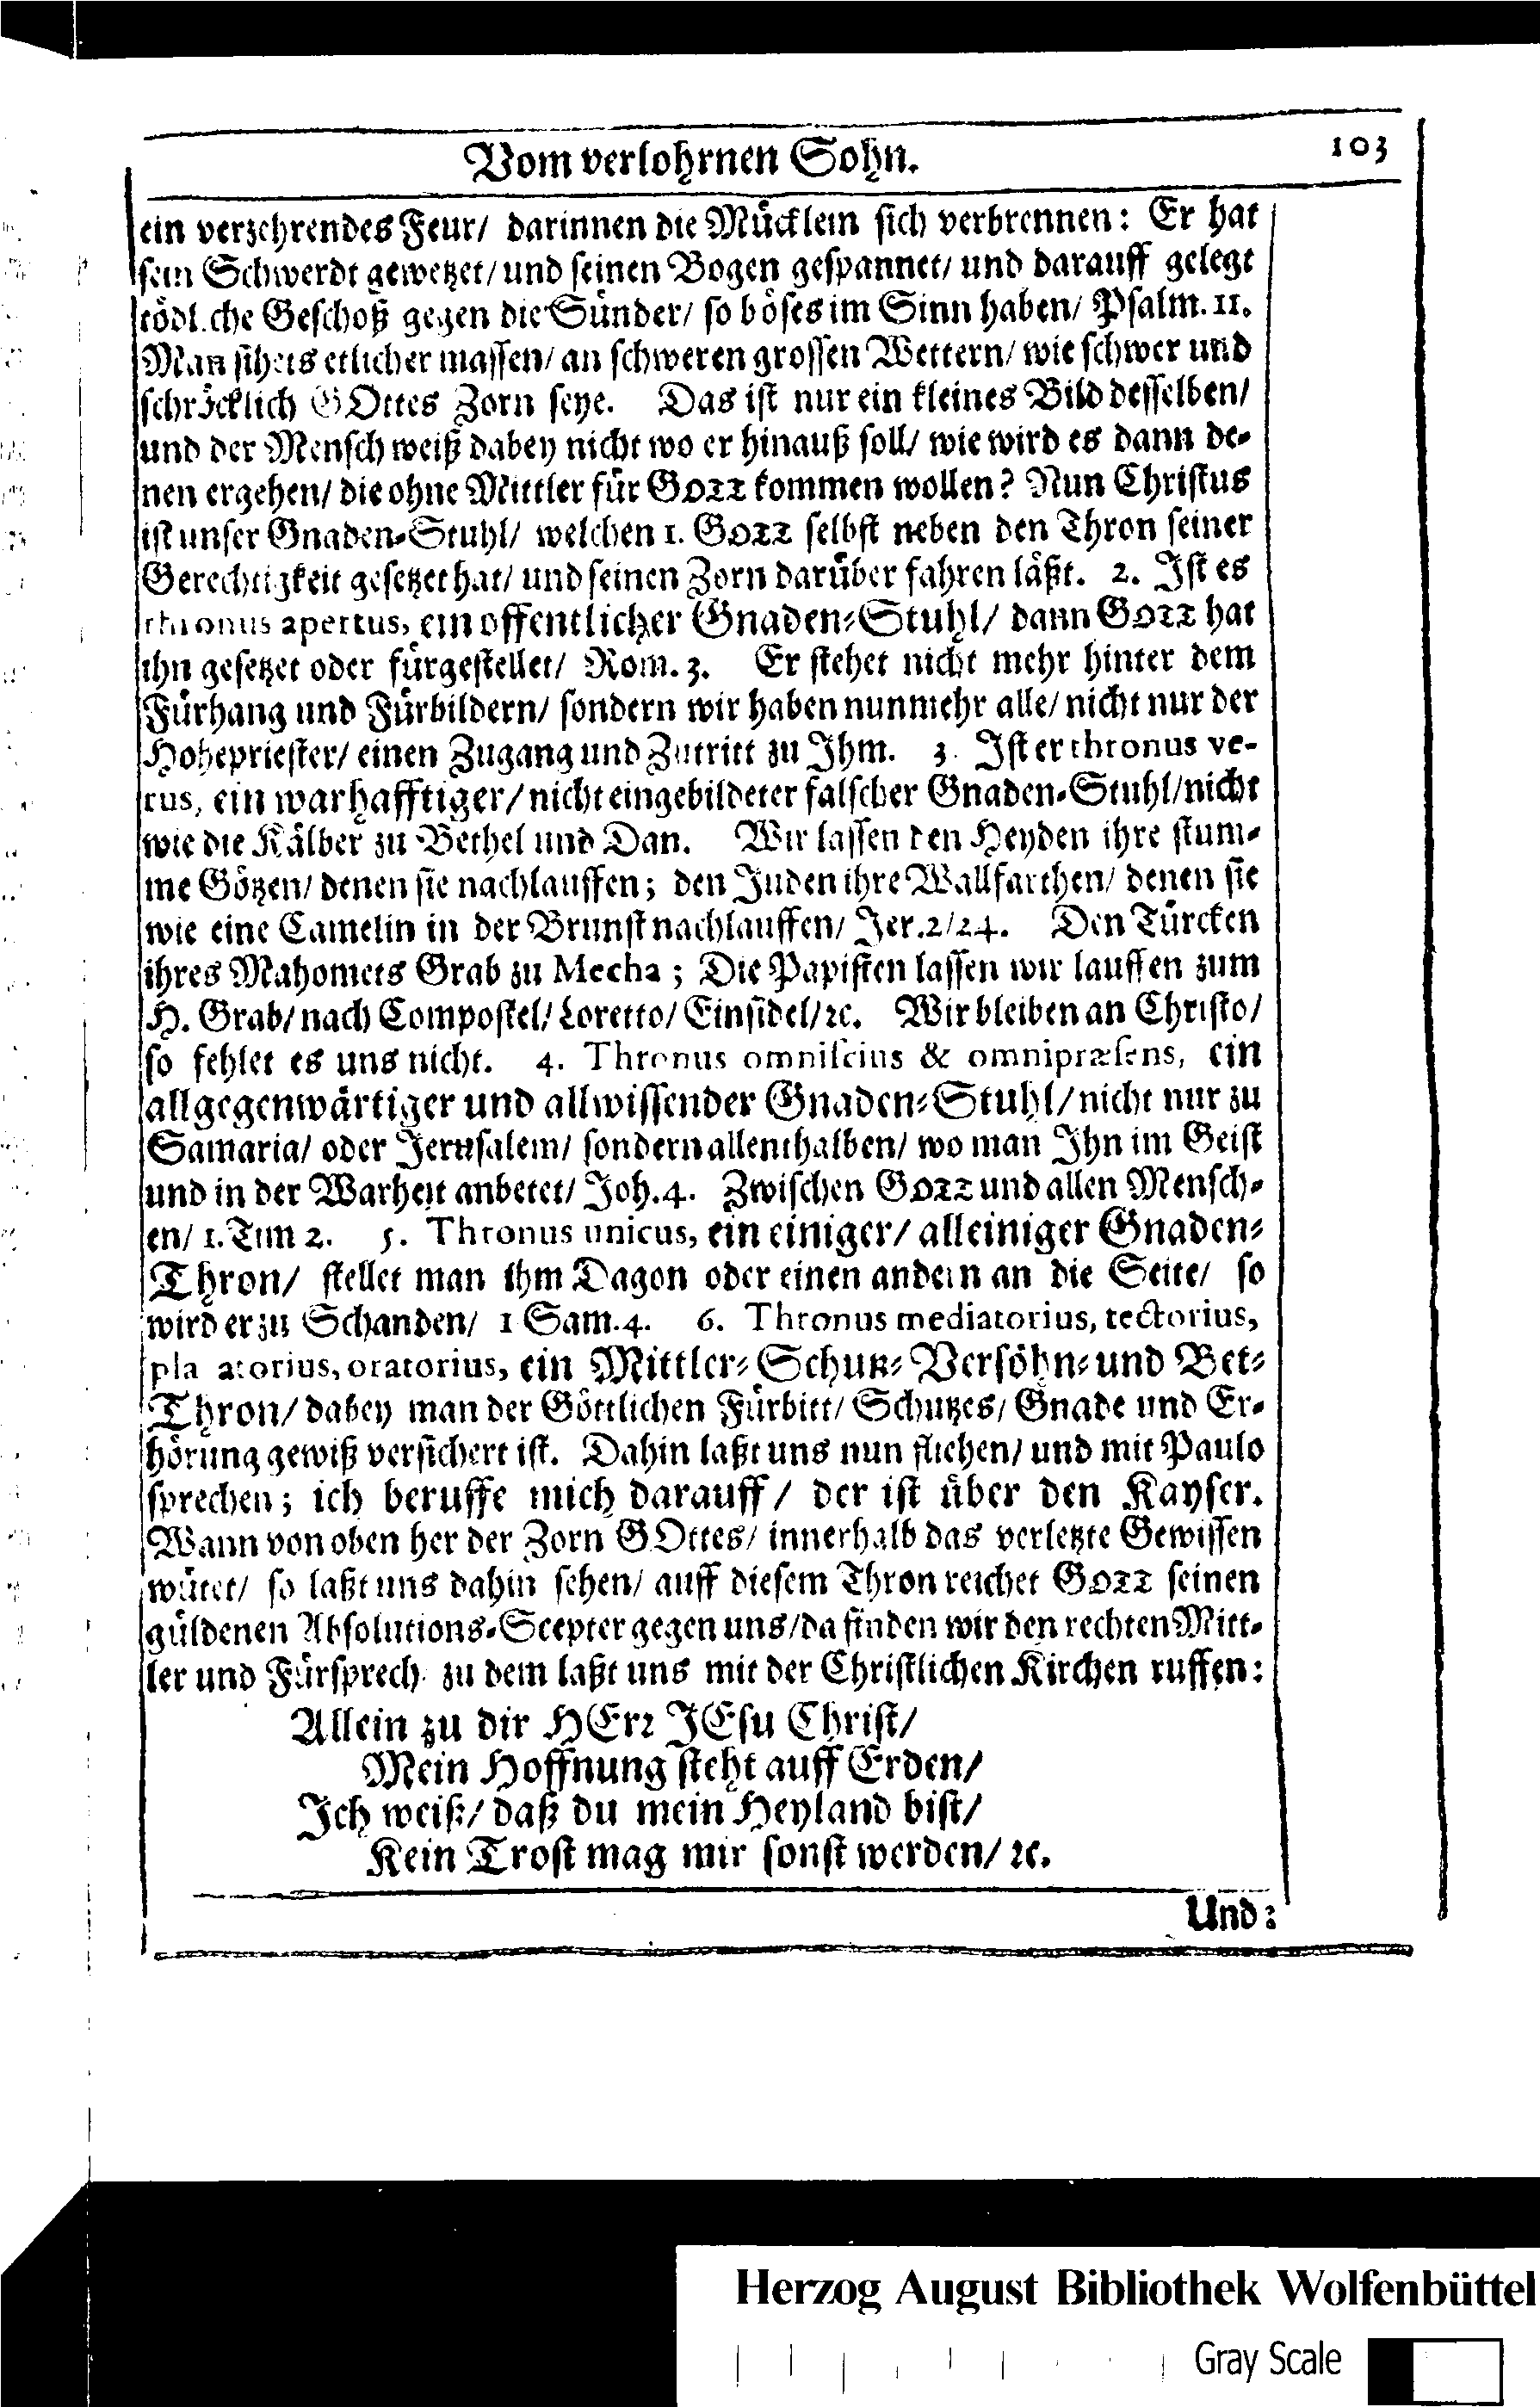 Vom verlohrnen Sohn. 103
ein verzehrendes Feur/ darinnen die Mücklein sich verbrennen: Er hat
sein Schwerdt gewetzet/ und seinen Bogen gespannet/ und darauff gelegt
tödl.che Geschoß gegen die Sünder/ so böses im Sinn haben/ Psalm. 11.
Man sihets etlicher massen/ an schweren grossen Wettern/ wie schwer und
schröcklich GOttes Zorn seye. Das ist nur ein kleines Bild desselben/
und der Mensch weiß dabey nicht wo er hinauß soll/ wie wird es dann de-
nen ergehen/ die ohne Mittler für GOTT kommen wollen? Nun Christus
ist unser Gnaden-Stuhl/ welchen 1. GOTT selbst neben den Thron seiner
Gerechtigkeit gesetzet hat/ und seinen Zorn darüber fahren läßt. 2. Ist es
thronus apertus, ein offentlicher Gnaden-Stuhl/ dann GOTT hat
ihn gesetzet oder fürgestellet/ Rom. 3. Er stehet nicht mehr hinter dem
Fürhang und Fürbildern/ sondern wir haben nunmehr alle/ nicht nur der
Hohepriester/ einen Zugang und Zutritt zu Ihm. 3. Ist er thronus ve-
rus, ein warhafftiger/ nicht eingebildeter falscher Gnaden-Stuhl/ nicht
wie die Kälber zu Bethel und Dan. Wir lassen den Heyden ihre stum-
me Götzen/ denen sie nachlauffen; den Juden ihre Wallfarthen/ denen sie
wie eine Camelin in der Brunst nachlauffen/ Jer. 2/24. Den Türcken
ihres Mahomets Grab zu Mecha; Die Papisten lassen wir lauffen zum
H. Grab/ nach Compostel/ Loretto/ Einsidel/ ꝛc. Wir bleiben an Christo/
so fehlet es uns nicht. 4. Thronus omniscius & omnipræsens, ein
allgegenwärtiger und allwissender Gnaden-Stuhl/ nicht nur zu
Samaria/ oder Jerusalem/ sondern allenthalben/ wo man Ihn im Geist
und in der Warheit anbetet/ Joh. 4. Zwischen GOTT und allen Mensch-
en/ 1. Tim 2. 5. Thronus unicus, ein einiger/ alleiniger Gnaden-
Thron/ stellet man ihm Dagon oder einen andern an die Seite/ so
wird er zu Schanden/ 1 Sam. 4. 6. Thronus mediatorius, tectorius,
pla atorius, oratorius, ein Mittler-Schutz-Versöhn-und Bet-
Thron/ dabey man der Göttlichen Fürbitt/ Schutzes/ Gnade und Er-
hörung gewiß versichert ist. Dahin laßt uns nun fliehen/ und mit Paulo
sprechen; ich beruffe mich darauff/ der ist über den Kayser.
Wann von oben her der Zorn GOttes/ innerhalb das verletzte Gewissen
wütet/ so laßt uns dahin sehen/ auff diesem Thron reichet GOTT seinen
güldenen Absolutions-Scepter gegen uns/ da finden wir den rechten Mitt-
ler und Fürsprech. zu dem laßt uns mit der Christlichen Kirchen ruffen:
Allein zu dir HErr JEsu Christ/
Mein Hoffnung steht auff Erden/
Ich weiß/ daß du mein Heyland bist/
Kein Trost mag mir sonst werden/ ꝛc.
Und:
Herzog August Bibliothek Wolfenbüttel
Gray Scale